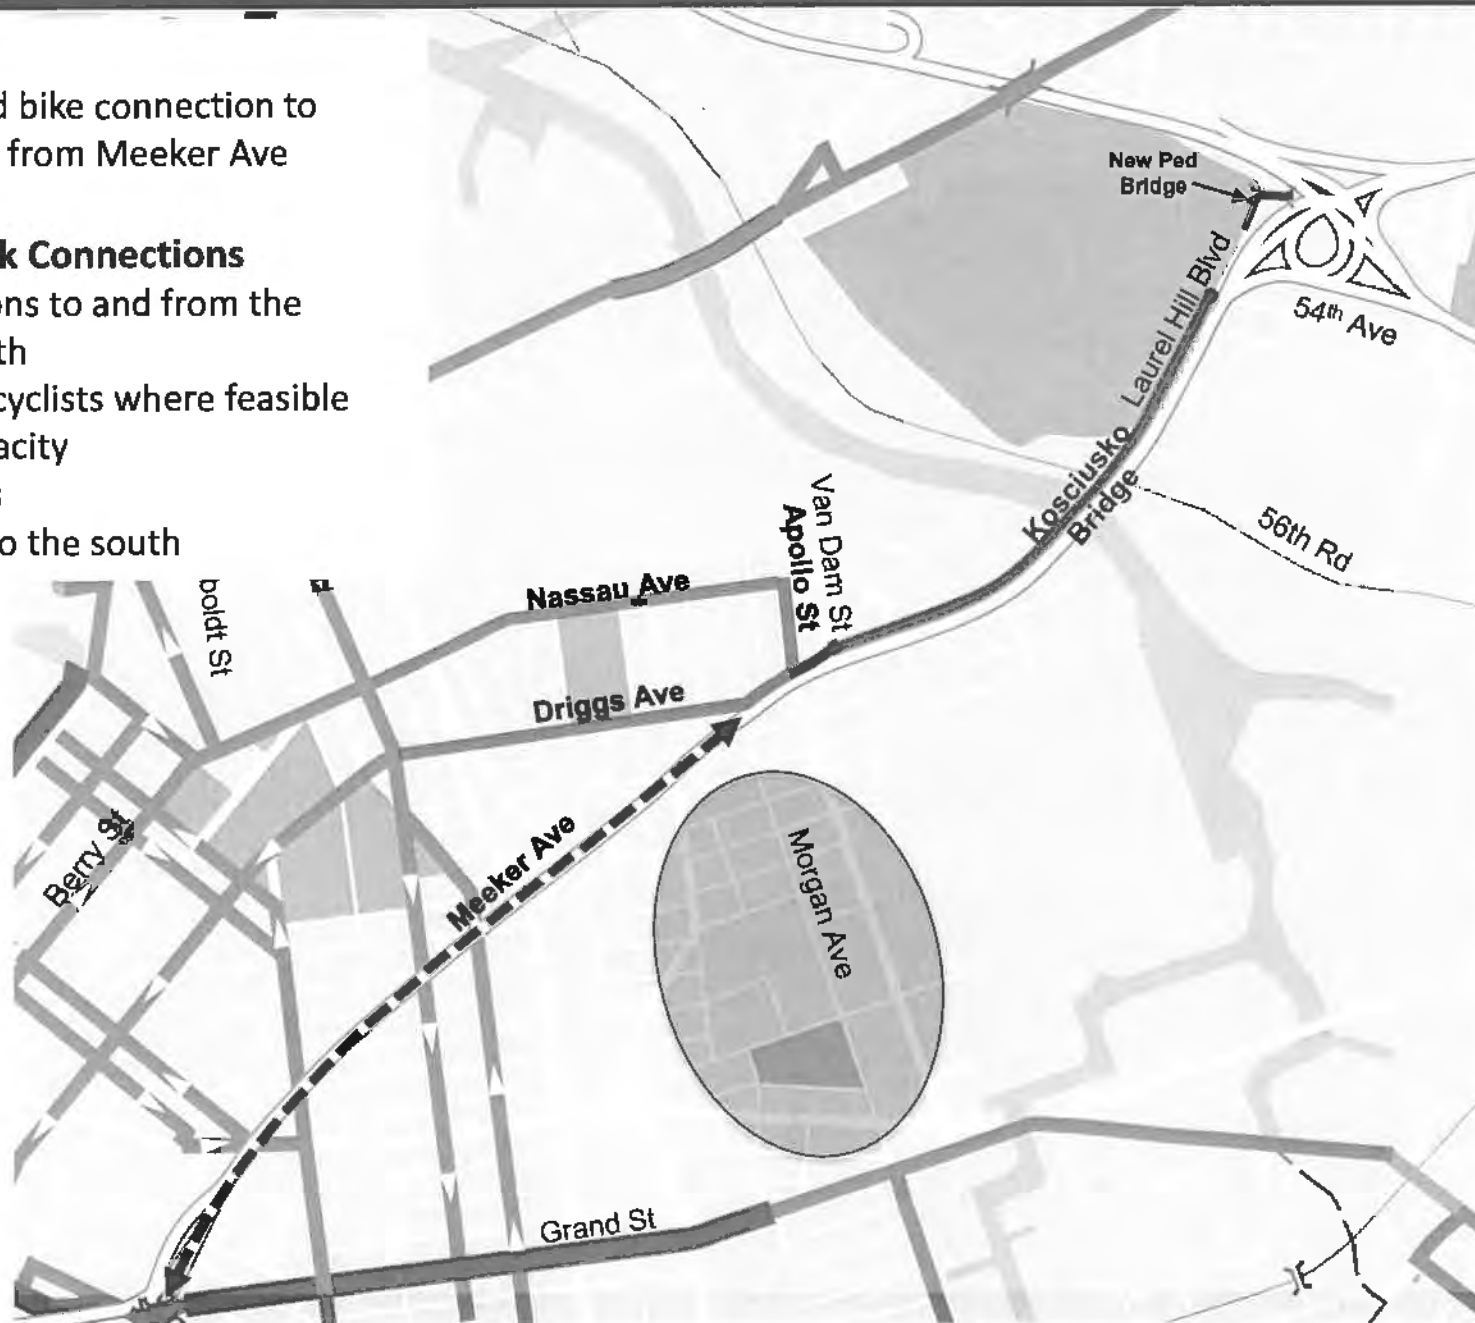 d bike connection to
from Meeker Ave
k Connections
ons to and from the
th
cyclists where feasible
acity
s
o the south
New Ped
Bridge
Laurel Hill Blvd
54th Ave
Kosciusko
Bridge
56th Rd
Van Dam St
Apollo St
Nassau Ave
boldt St
Driggs Ave
Berry St
Meeker Ave
Morgan Ave
Grand St